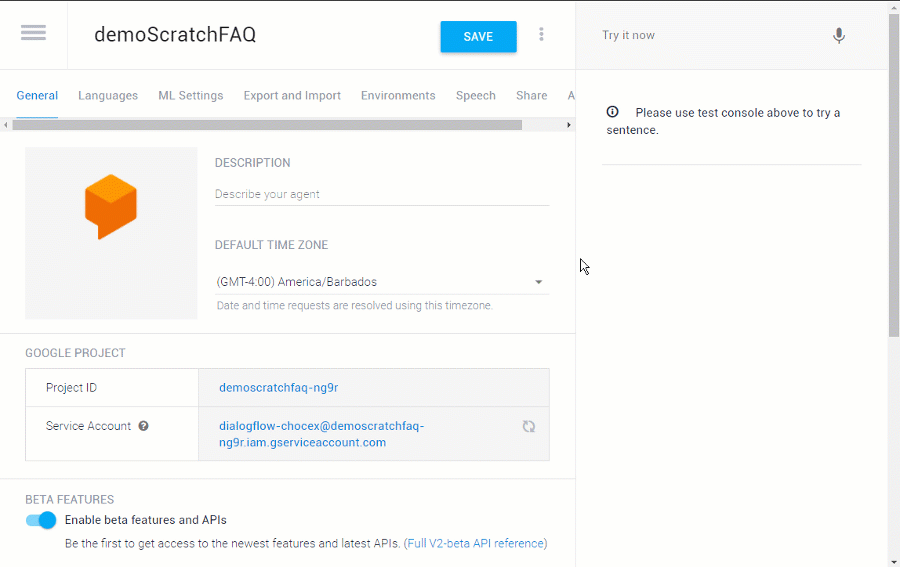 demoScratchFAQ
SAVE
Try it now
General Languages ML Settings Export and Import Environments Speech Share A
Please use test console above to try a
sentence.
DESCRIPTION
Describe your agent
DEFAULT TIME ZONE
(GMT-4:00) America/Barbados
Date and time requests are resolved using this timezone.
GOOGLE PROJECT
Project ID
demoscratchfaq-ng9r
Service Account
dialogflow-chocex@demoscratchfaq-
ng9r.iam.gserviceaccount.com
BETA FEATURES
Enable beta features and APIs
Be the first to get access to the newest features and latest APIs. (Full V2-beta API reference)